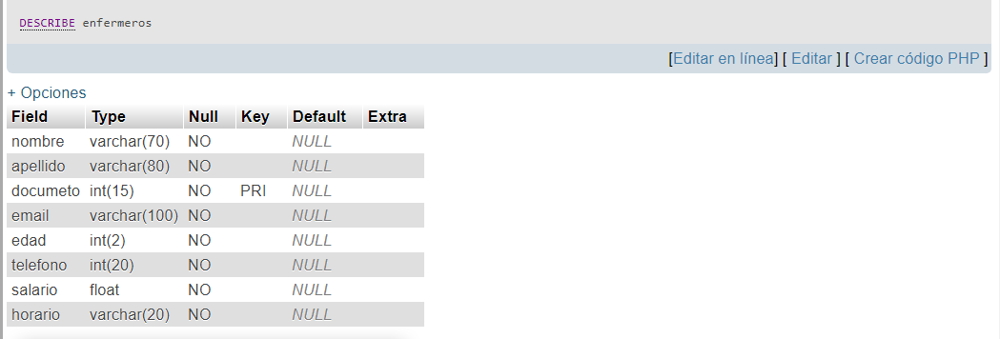 DESCRIBE enfermeros
[Editar en línea] [ Editar ] [ Crear código PHP ]
+ Opciones
Field Type Null Key Default Extra
nombre varchar(70) NO NULL
apellido varchar(80) NO NULL
documeto int(15) NO PRI NULL
email varchar(100) NO NULL
edad int(2) NO NULL
telefono int(20) NO NULL
salario float NO NULL
horario varchar(20) NO NULL